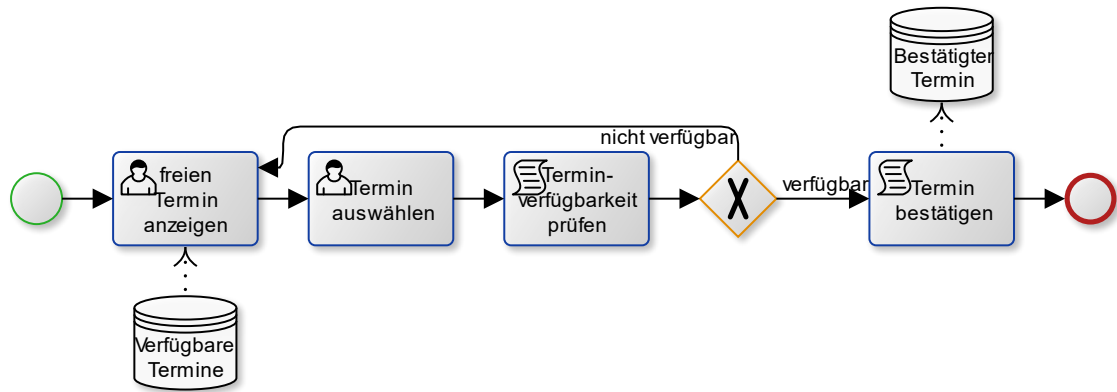 Bestätigter
Termin
nicht verfügbar
freien
Termin
anzeigen
Termin
auswählen
Termin-
verfügbarkeit
prüfen
verfügbar
Termin
bestätigen
Verfügbare
Termine